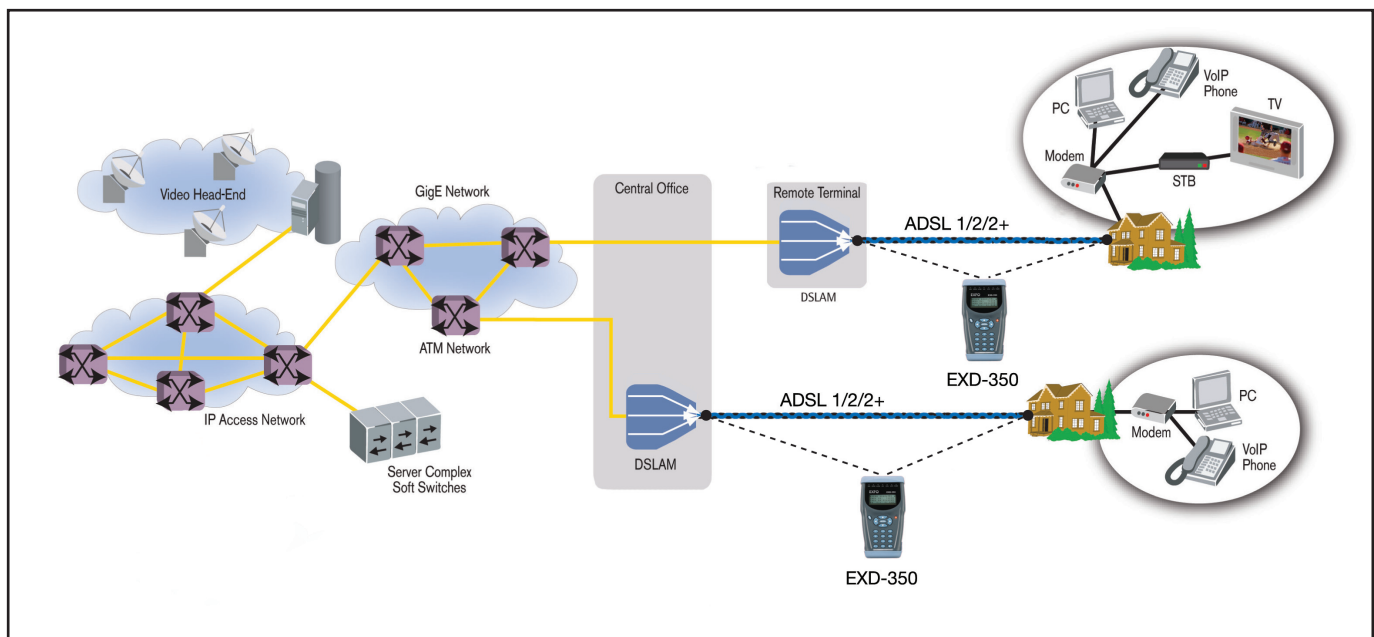 VoIP
Phone
PC
TV
Modem
STB
Video Head-End
GigE Network
Central Office
Remote Terminal
ADSL 1/2/2+
DSLAM
ATM Network
EXD-350
IP Access Network
ADSL 1/2/2+
PC
Modem
VoIP
Phone
DSLAM
Server Complex
Soft Switches
EXFO
EXFO
EXD-350